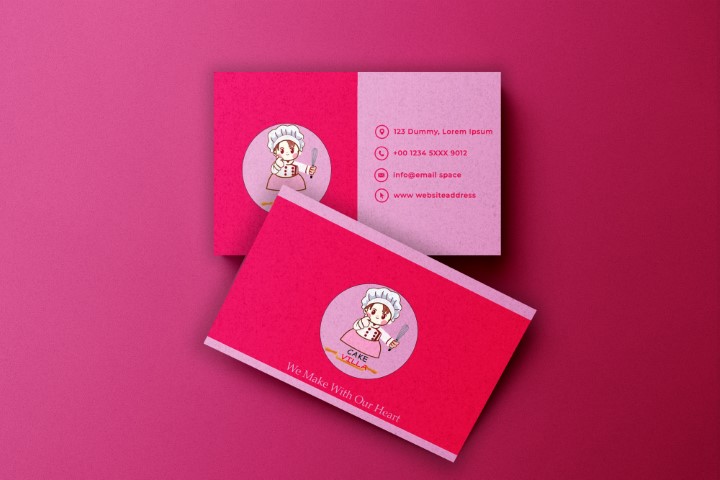 123 Dummy, Lorem Ipsum
+00 1234 5XXX 9012
info@email space
www websiteaddress
CAKE
VILLA
We Make With Our Heart